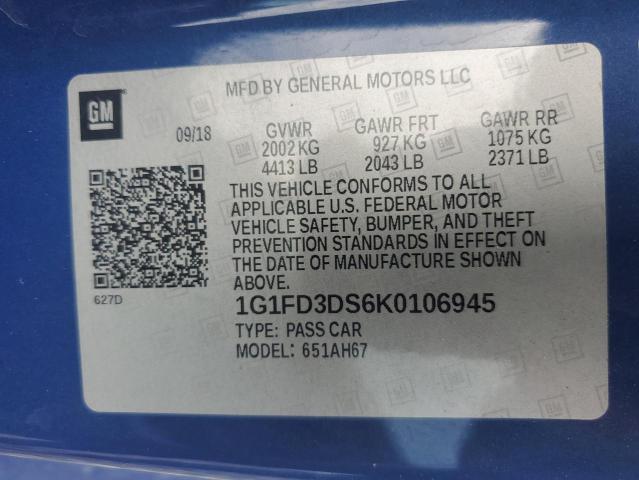 MFD BY GENERAL MOTORS LLC
GM
09/18
GVWR
2002 KG
4413 LB
GAWR FRT
927 KG
2043 LB
GAWR RR
1075 KG
2371 LB
THIS VEHICLE CONFORMS TO ALL
APPLICABLE U.S. FEDERAL MOTOR
VEHICLE SAFETY, BUMPER, AND THEFT
PREVENTION STANDARDS IN EFFECT ON
THE DATE OF MANUFACTURE SHOWN
ABOVE.
627D
1G1FD3DS6K0106945
TYPE: PASS CAR
MODEL: 651AH67